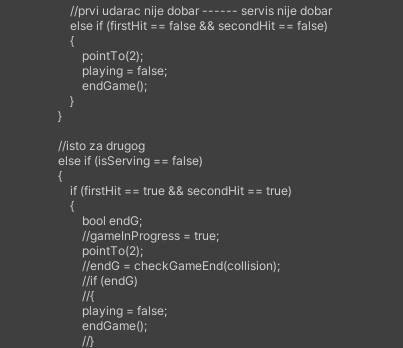 //prvi udarac nije dobar ------ servis nije dobar
else if (firstHit == false && secondHit == false)
{
pointTo(2);
playing = false;
endGame();
}
}
//isto za drugog
else if (isServing == false)
{
if (firstHit == true && secondHit == true)
{
bool endG;
//gameInProgress = true;
pointTo(2);
//endG = checkGameEnd(collision);
//if (endG)
//{
playing = false;
endGame();
//}